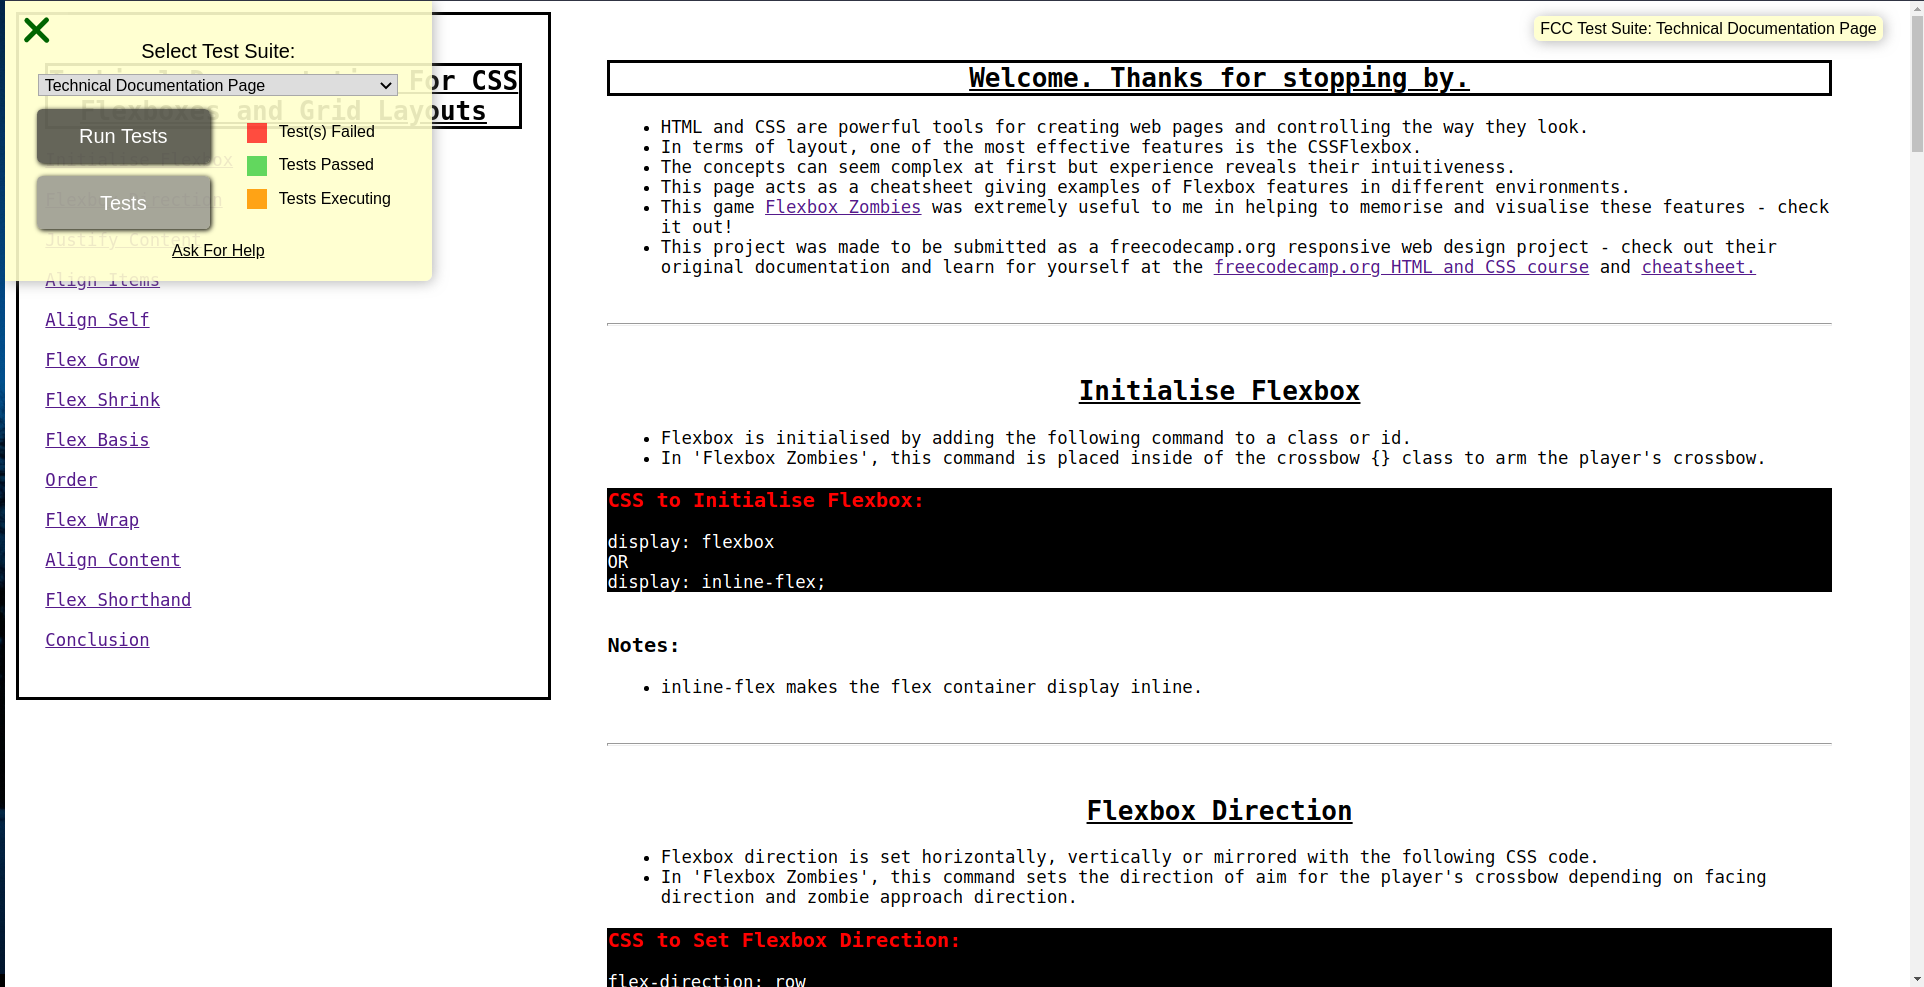 Select Test Suite:
Technical Documentation Page
Run Tests
Tests
Test(s) Failed
Tests Passed
Tests Executing
Ask For Help
Technical Documentation For CSS
Flexboxes and Grid Layouts
Initialise Flexbox
Flexbox Direction
Justify Content
Align Items
Align Self
Flex Grow
Flex Shrink
Flex Basis
Order
Flex Wrap
Align Content
Flex Shorthand
Conclusion
FCC Test Suite: Technical Documentation Page
Welcome. Thanks for stopping by.
HTML and CSS are powerful tools for creating web pages and controlling the way they look.
In terms of layout, one of the most effective features is the CSSFlexbox.
The concepts can seem complex at first but experience reveals their intuitiveness.
This page acts as a cheatsheet giving examples of Flexbox features in different environments.
This game Flexbox Zombies was extremely useful to me in helping to memorise and visualise these features - check
it out!
This project was made to be submitted as a freecodecamp.org responsive web design project - check out their
original documentation and learn for yourself at the freecodecamp.org HTML and CSS course and cheatsheet.
Initialise Flexbox
Flexbox is initialised by adding the following command to a class or id.
In 'Flexbox Zombies', this command is placed inside of the crossbow {} class to arm the player's crossbow.
CSS to Initialise Flexbox:
display: flexbox
OR
display: inline-flex;
Notes:
inline-flex makes the flex container display inline.
Flexbox Direction
Flexbox direction is set horizontally, vertically or mirrored with the following CSS code.
In 'Flexbox Zombies', this command sets the direction of aim for the player's crossbow depending on facing
direction and zombie approach direction.
CSS to Set Flexbox Direction:
flex-direction: row